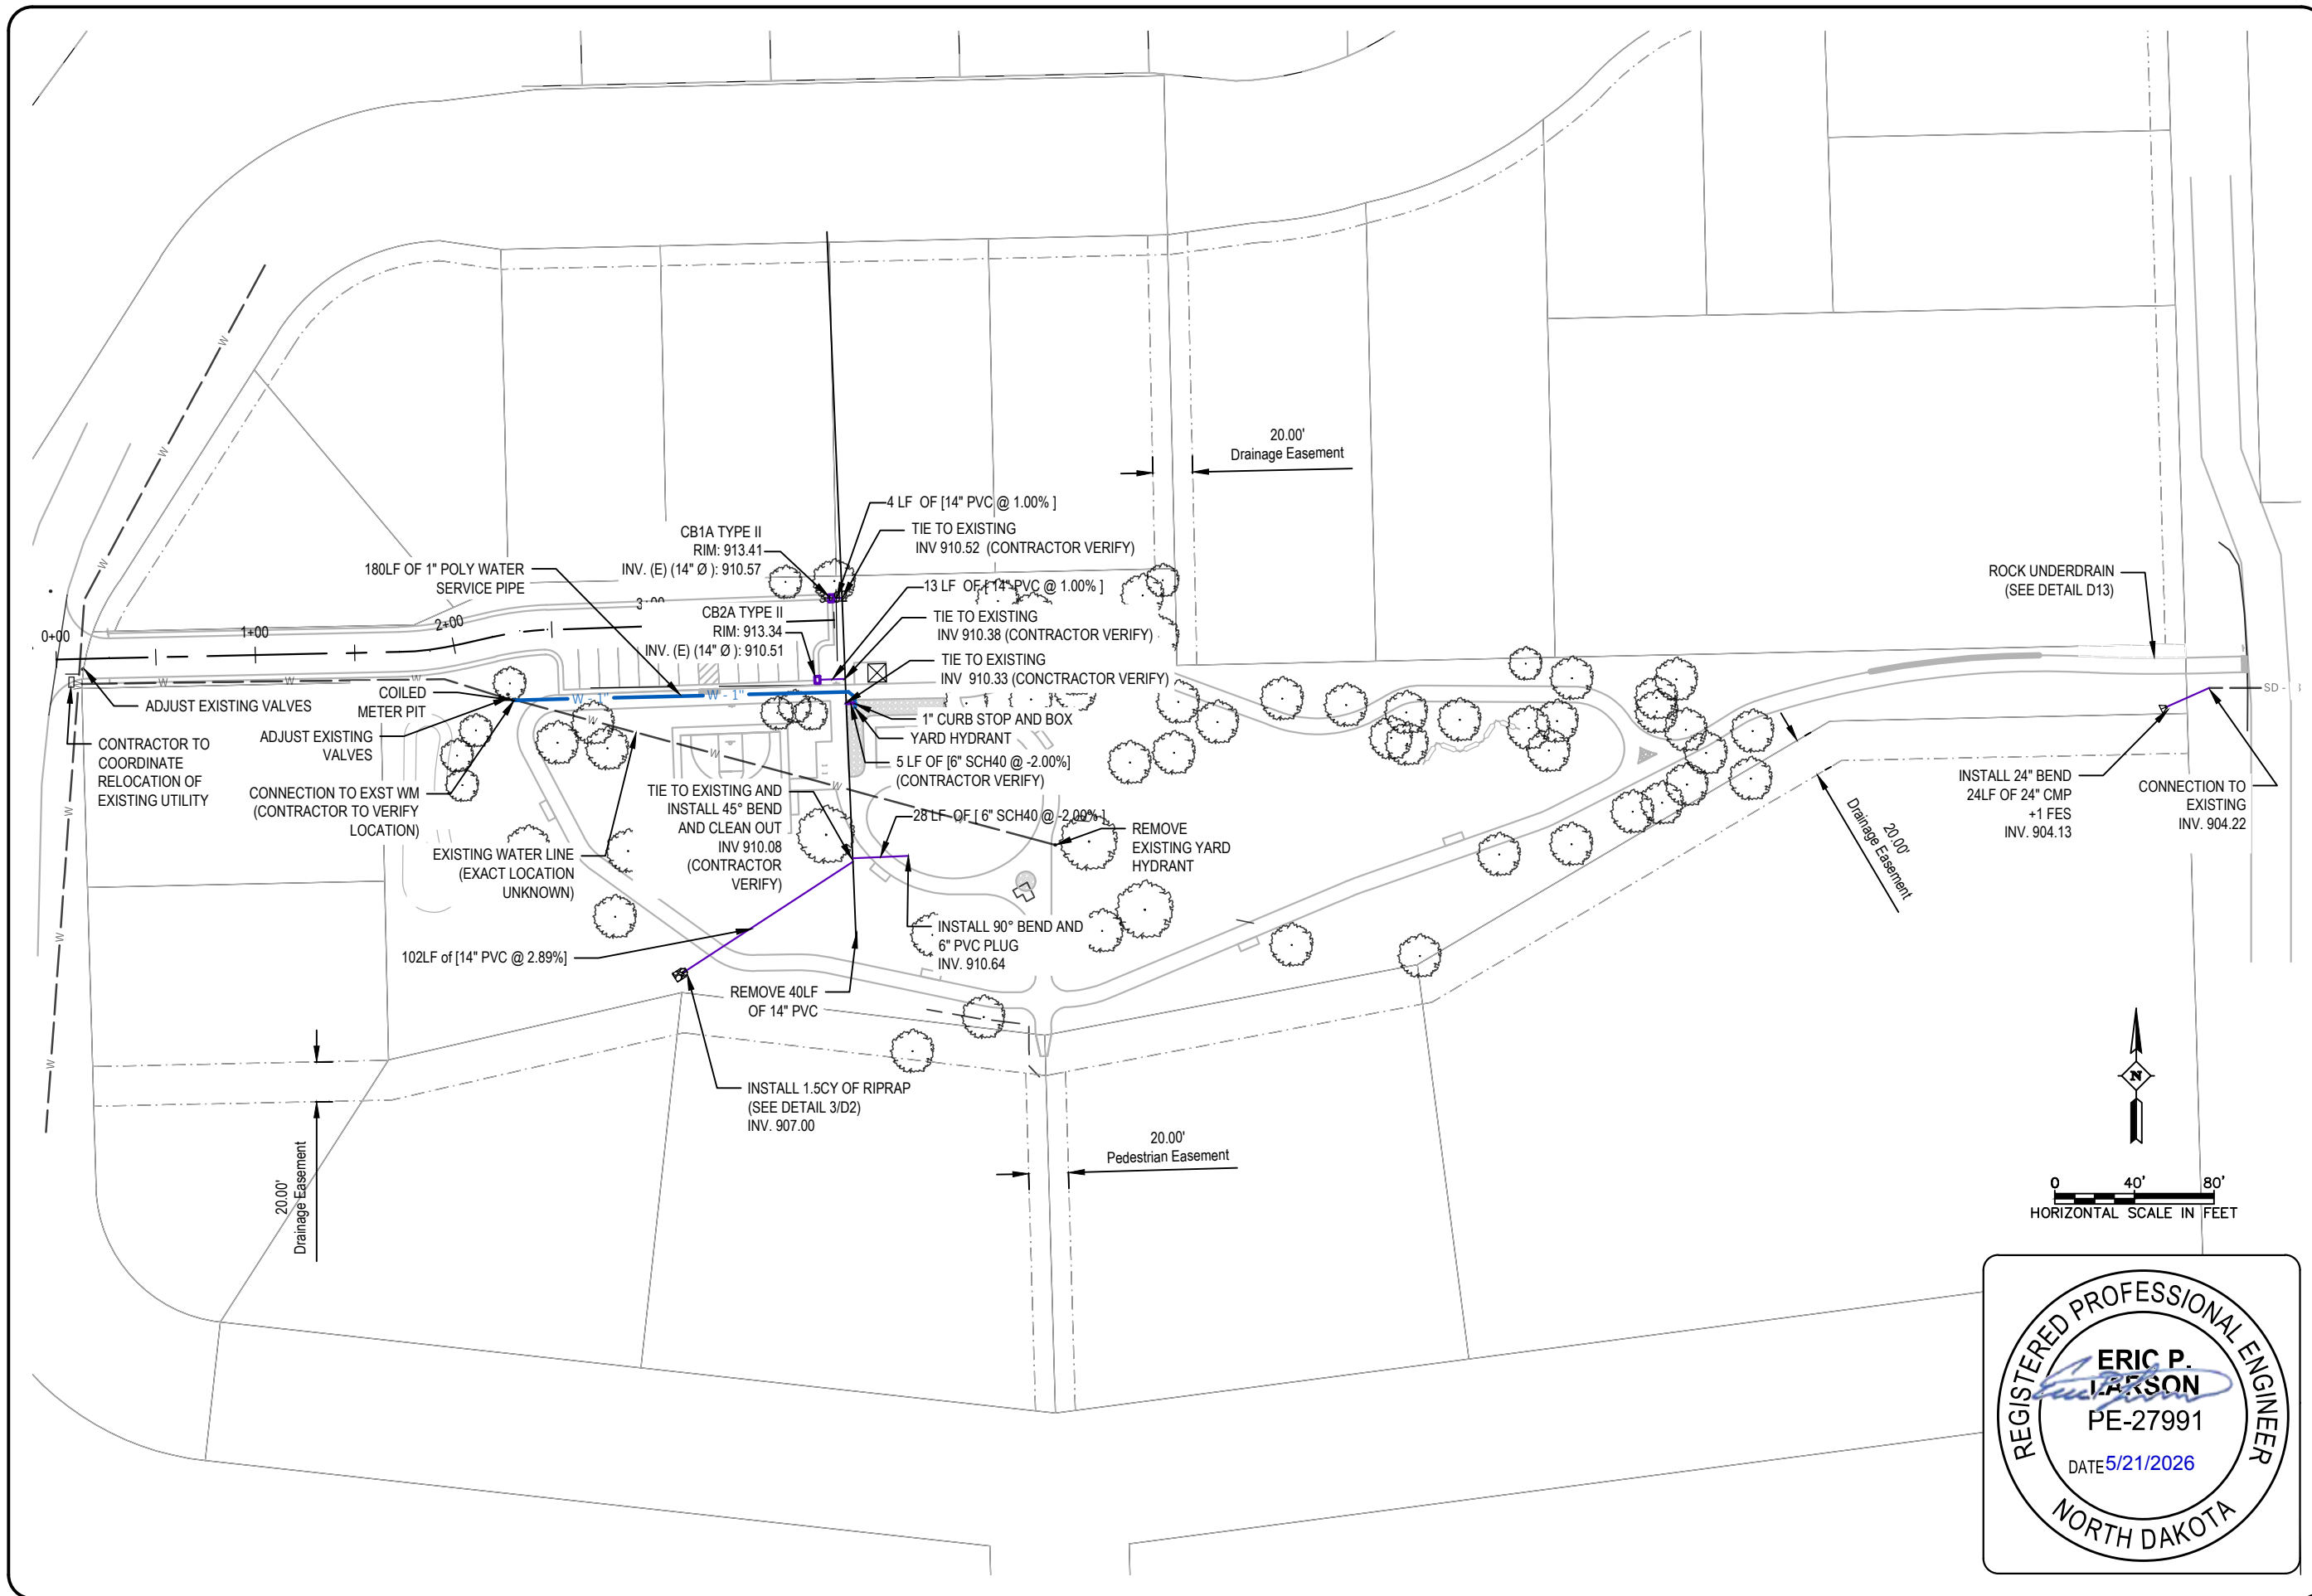 20.00'
Drainage Easement
4 LF  OF [14" PVC @ 1.00% ]
CB1A TYPE II
RIM: 913.41
INV. (E) (14" Ø ): 910.57
TIE TO EXISTING
INV 910.52  (CONTRACTOR VERIFY)
180LF OF 1" POLY WATER
SERVICE PIPE
13 LF  OF [ 14" PVC @ 1.00% ]
ROCK UNDERDRAIN
(SEE DETAIL D13)
0+00
1+00
2+00
3+00
CB2A TYPE II
RIM: 913.34
INV. (E) (14" Ø ): 910.51
TIE TO EXISTING
INV 910.38 (CONTRACTOR VERIFY)
TIE TO EXISTING
INV  910.33 (CONCTRACTOR VERIFY)
W
W
W
W
W
W
W
W
W
W
W
W
W - 1"
W - 1"
SD -
ADJUST EXISTING VALVES
COILED
METER PIT
ADJUST EXISTING
VALVES
1" CURB STOP AND BOX
YARD HYDRANT
CONTRACTOR TO
COORDINATE
RELOCATION OF
EXISTING UTILITY
CONNECTION TO EXST WM
(CONTRACTOR TO VERIFY
LOCATION)
5 LF OF [6" SCH40 @ -2.00%]
(CONTRACTOR VERIFY)
TIE TO EXISTING AND
INSTALL 45° BEND
AND CLEAN OUT
INV 910.08
(CONTRACTOR
VERIFY)
28 LF  OF [ 6" SCH40 @ -2.00% ]
REMOVE
EXISTING YARD
HYDRANT
EXISTING WATER LINE
(EXACT LOCATION
UNKNOWN)
INSTALL 24" BEND
24LF OF 24" CMP
+1 FES
INV. 904.13
CONNECTION TO
EXISTING
INV. 904.22
20.00'
Drainage Easement
102LF of [14" PVC @ 2.89%]
INSTALL 90° BEND AND
6" PVC PLUG
INV. 910.64
REMOVE 40LF
OF 14" PVC
INSTALL 1.5CY OF RIPRAP
(SEE DETAIL 3/D2)
INV. 907.00
20.00'
Drainage Easement
20.00'
Pedestrian Easement
N
0 40' 80'
HORIZONTAL SCALE IN FEET
REGISTERED PROFESSIONAL ENGINEER
ERIC P.
LARSON
PE-27991
DATE 5/21/2026
NORTH DAKOTA